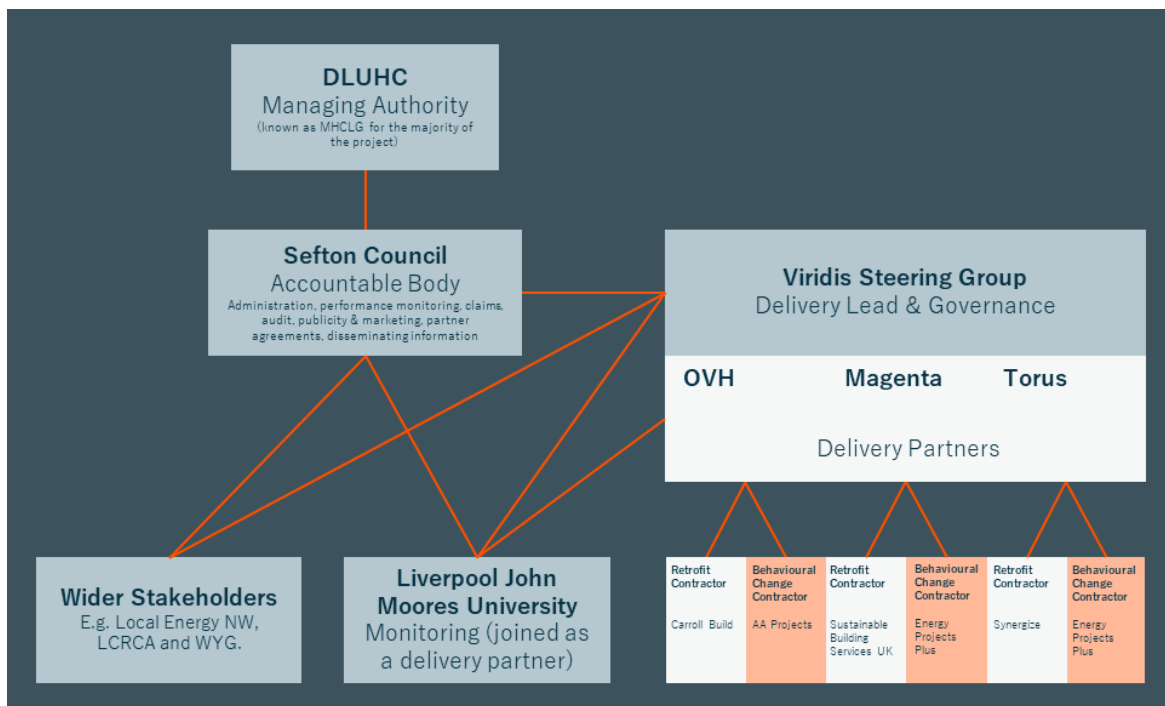 DLUHC
Managing Authority
(known as MHCLG for the majority of
the project)
Sefton Council
Accountable Body
Administration, performance monitoring, claims,
audit, publicity & marketing, partner
agreements, disseminating information
Viridis Steering Group
Delivery Lead & Governance
OVH Magenta Torus
Delivery Partners
Wider Stakeholders
E.g. Local Energy NW,
LCRCA and WYG.
Liverpool John
Moores University
Monitoring (joined as
a delivery partner)
Retrofit
Contractor
Carroll Build
Behavioural
Change
Contractor
AA Projects
Retrofit
Contractor
Sustainable
Building
Services UK
Behavioural
Change
Contractor
Energy
Projects
Plus
Retrofit
Contractor
Synergize
Behavioural
Change
Contractor
Energy
Projects
Plus